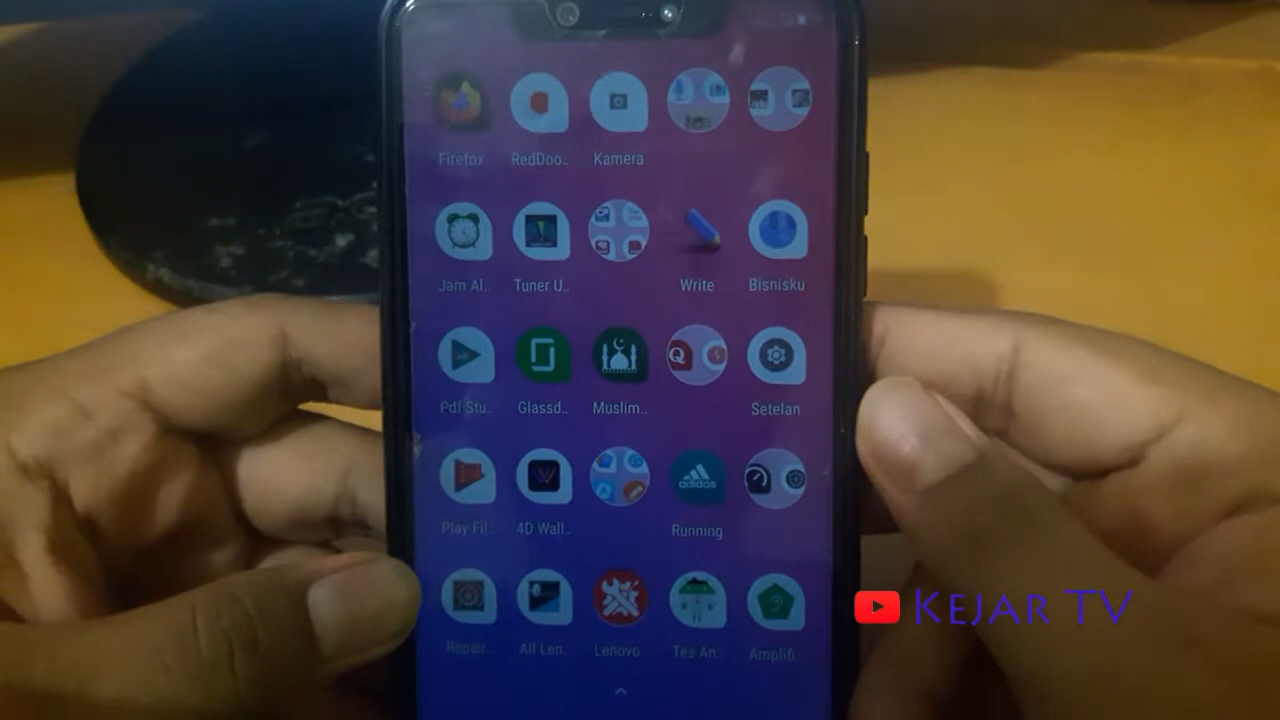 Firefox RedDoo.. Kamera
Jam Al.. Tuner U.. Write Bisnisku
Q
Pdf Stu.. Glassd.. Muslim.. Setelan
adidas
Play Fil.. 4D Wall.. Running
KEJAR TV
Repair.. All Len.. Lenovo Tes An.. Amplifi..